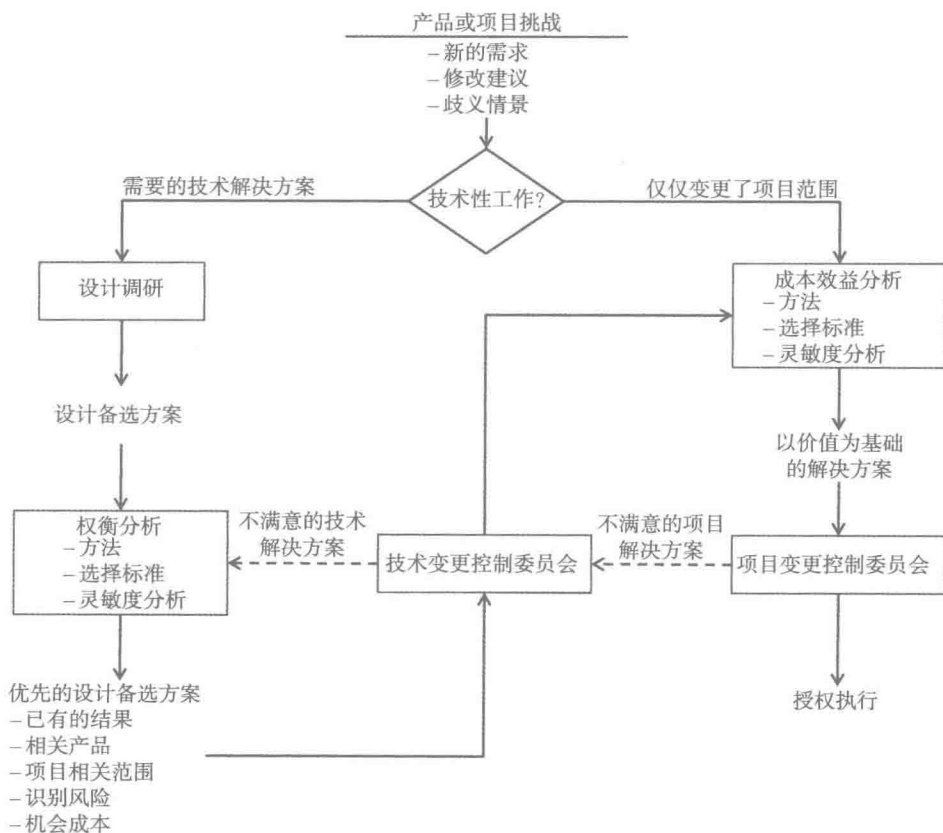 产品或项目挑战
–新的需求
–修改建议
–歧义情景
需要的技术解决方案
技术性工作?
仅仅变更了项目范围
设计调研
成本效益分析
–方法
–选择标准
–灵敏度分析
设计备选方案
以价值为基础
的解决方案
权衡分析
–方法
–选择标准
–灵敏度分析
不满意的技术
解决方案
技术变更控制委员会
不满意的项目
解决方案
项目变更控制委员会
优先的设计备选方案
–已有的结果
–相关产品
–项目相关范围
–识别风险
–机会成本
授权执行